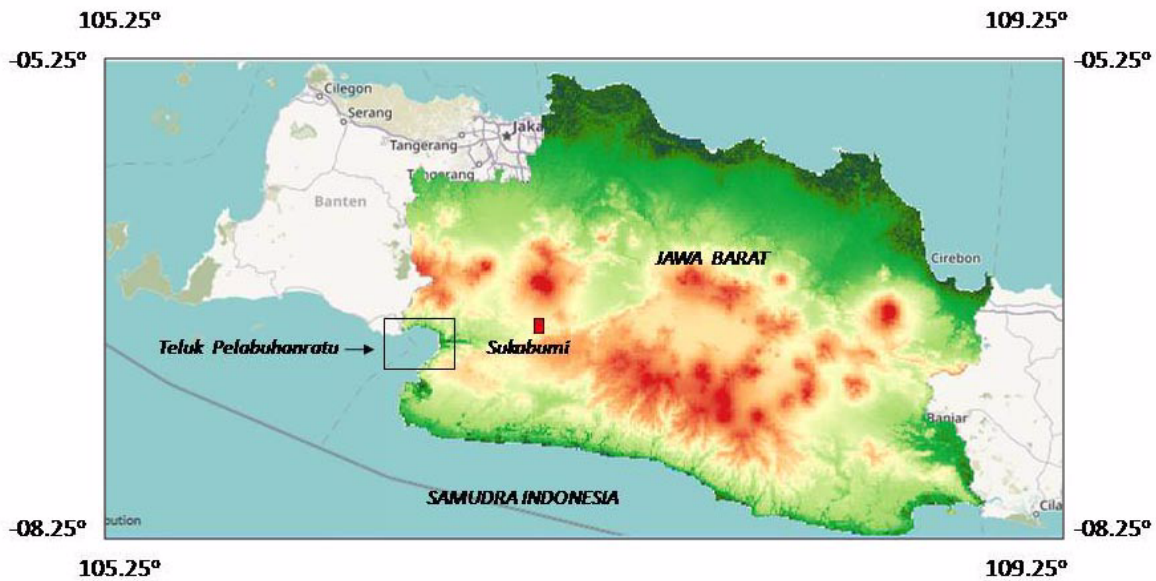 105.25° 109.25°
-05.25° -05.25°
Cilegon
Serang
Jaka
Tangerang
Tangerang
Banten
JAWA BARAT
Cirebon
Teluk Pelabuhanratu
Sukabumi
Banjar
SAMUDRA INDONESIA
Cila
bution
-08.25° -08.25°
105.25° 109.25°